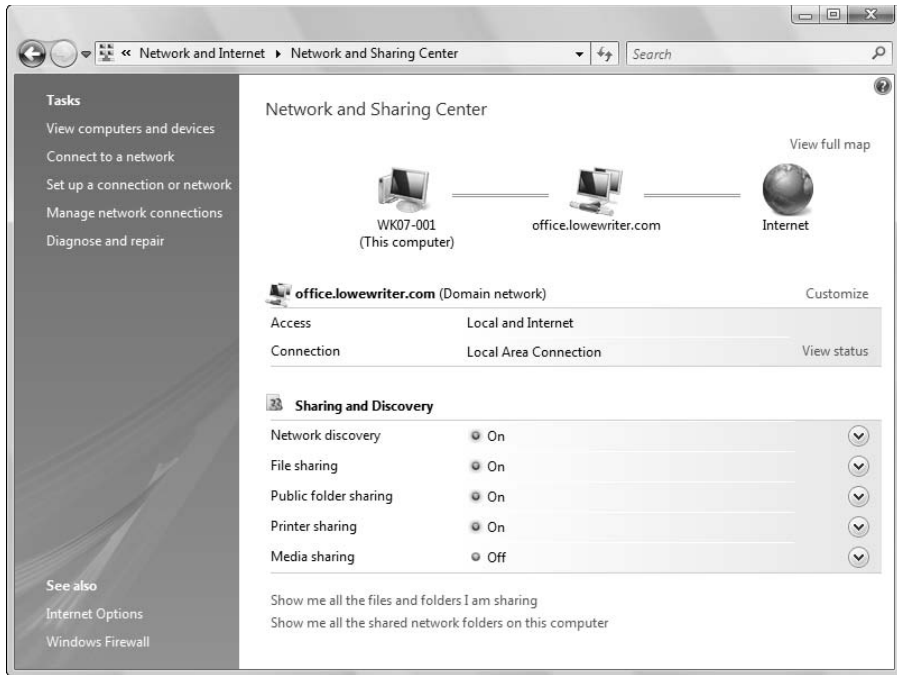 « Network and Internet ▸ Network and Sharing Center
Search
Tasks
View computers and devices
Connect to a network
Set up a connection or network
Manage network connections
Diagnose and repair
See also
Internet Options
Windows Firewall
Network and Sharing Center
View full map
WK07-001
(This computer)
office.lowewriter.com
Internet
office.lowewriter.com (Domain network) Customize
Access Local and Internet
Connection Local Area Connection View status
Sharing and Discovery
Network discovery On
File sharing On
Public folder sharing On
Printer sharing On
Media sharing Off
Show me all the files and folders I am sharing
Show me all the shared network folders on this computer